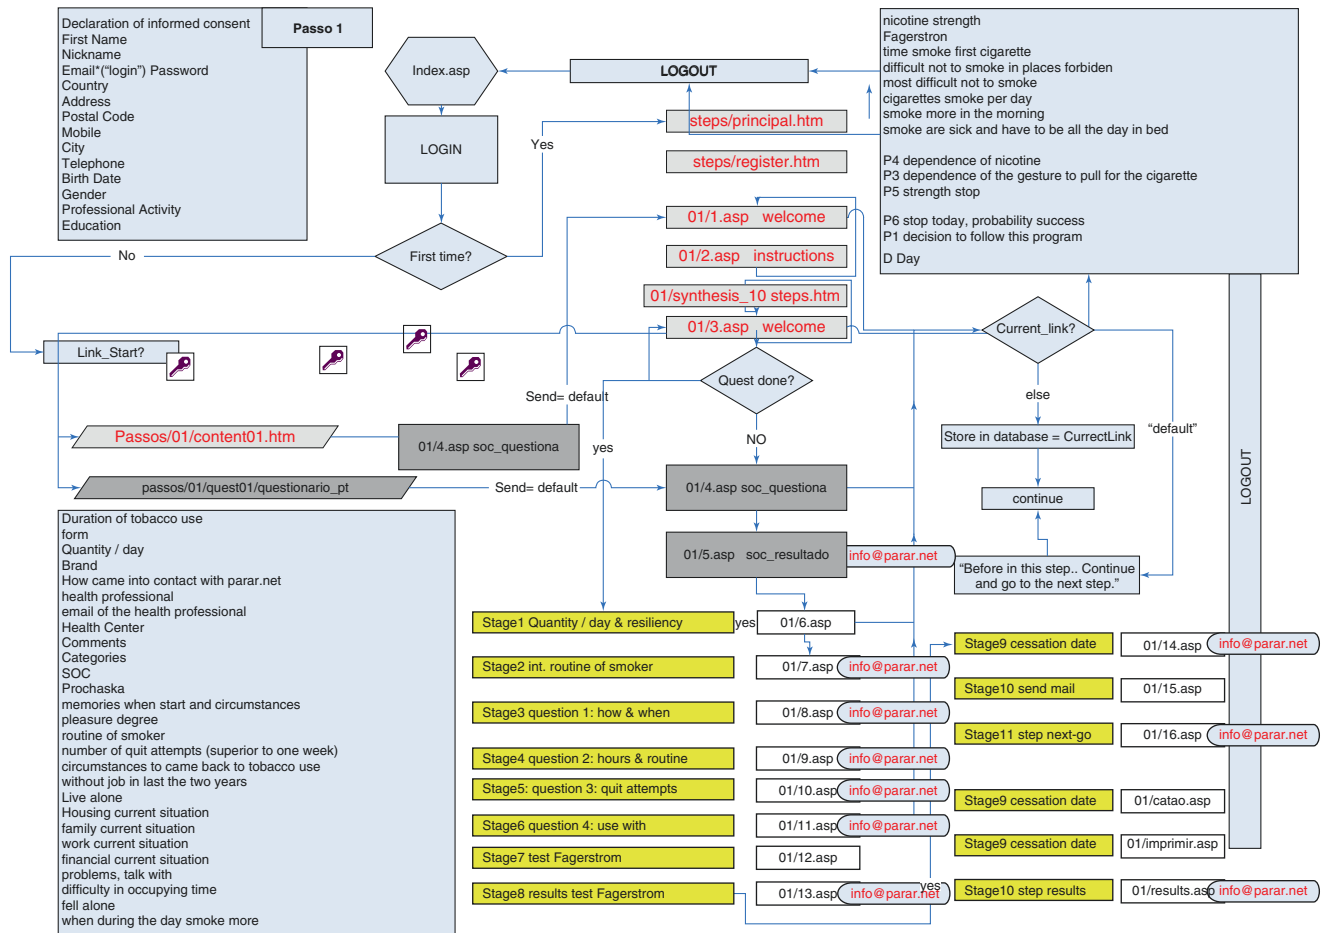 Declaration of informed consent
First Name
Nickname
Email*(“login”) Password
Country
Address
Postal Code
Mobile
City
Telephone
Birth Date
Gender
Professional Activity
Education
Passo 1
Index.asp
LOGIN
First time?
Yes
No
LOGOUT
steps/principal.htm
steps/register.htm
01/1.asp welcome
01/2.asp instructions
01/synthesis_10 steps.htm
01/3.asp welcome
Quest done?
nicotine strength
Fagerstron
time smoke first cigarette
difficult not to smoke in places forbiden
most difficult not to smoke
cigarettes smoke per day
smoke more in the morning
smoke are sick and have to be all the day in bed
P4 dependence of nicotine
P3 dependence of the gesture to pull for the cigarette
P5 strength stop
P6 stop today, probability success
P1 decision to follow this program
D Day
Current_link?
else
“default”
Store in database = CurrectLink
continue
“Before in this step.. Continue
and go to the next step.”
LOGOUT
Link_Start?
Send= default
Passos/01/content01.htm
01/4.asp soc_questiona
yes
NO
passos/01/quest01/questionario_pt
Send= default
01/4.asp soc_questiona
01/5.asp soc_resultado
info@parar.net
Duration of tobacco use
form
Quantity / day
Brand
How came into contact with parar.net
health professional
email of the health professional
Health Center
Comments
Categories
SOC
Prochaska
memories when start and circumstances
pleasure degree
routine of smoker
number of quit attempts (superior to one week)
circumstances to came back to tobacco use
without job in last the two years
Live alone
Housing current situation
family current situation
work current situation
financial current situation
problems, talk with
difficulty in occupying time
fell alone
when during the day smoke more
Stage1 Quantity / day & resiliency
yes
01/6.asp
Stage2 int. routine of smoker
01/7.asp
info@parar.net
Stage3 question 1: how & when
01/8.asp
info@parar.net
Stage4 question 2: hours & routine
01/9.asp
info@parar.net
Stage5: question 3: quit attempts
01/10.asp
info@parar.net
Stage6 question 4: use with
01/11.asp
info@parar.net
Stage7 test Fagerstrom
01/12.asp
Stage8 results test Fagerstrom
01/13.asp
info@parar.net
yes
Stage9 cessation date
01/14.asp
info@parar.net
Stage10 send mail
01/15.asp
Stage11 step next-go
01/16.asp
info@parar.net
Stage9 cessation date
01/catao.asp
Stage9 cessation date
01/imprimir.asp
Stage10 step results
01/results.asp
info@parar.net